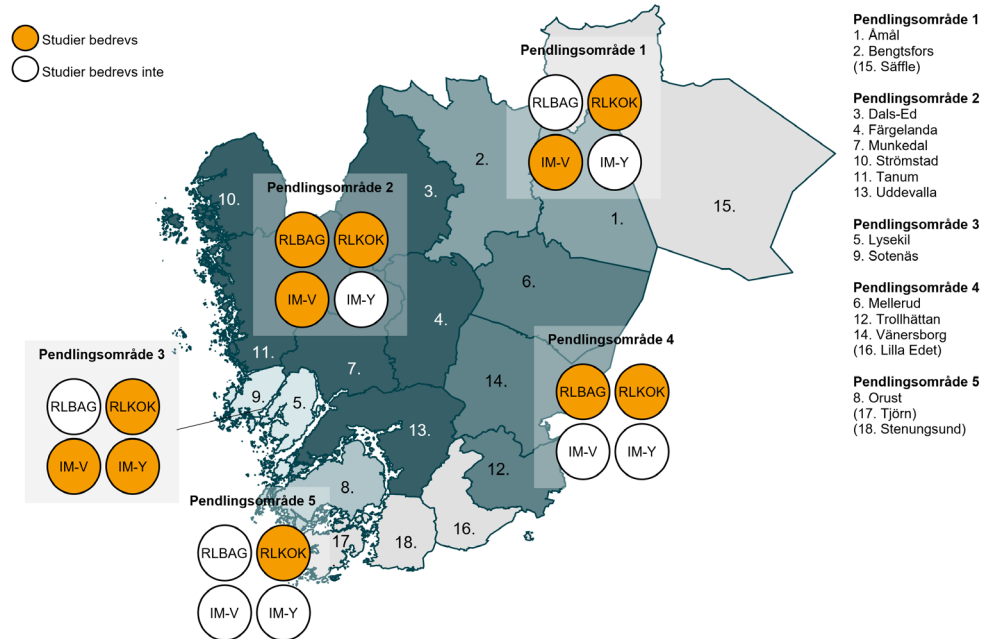 Studier bedrevs
Studier bedrevs inte
Pendlingsområde 1
RLBAG
RLKOK
IM-V
IM-Y
Pendlingsområde 2
RLBAG
RLKOK
IM-V
IM-Y
Pendlingsområde 3
RLBAG
RLKOK
IM-V
IM-Y
Pendlingsområde 4
RLBAG
RLKOK
IM-V
IM-Y
Pendlingsområde 5
RLBAG
RLKOK
IM-V
IM-Y
2.
1.
15.
10.
3.
6.
4.
11.
7.
14.
9.
5.
13.
12.
8.
17.
18.
16.
Pendlingsområde 1
1. Åmål
2. Bengtsfors
(15. Säffle)
Pendlingsområde 2
3. Dals-Ed
4. Färgelanda
7. Munkedal
10. Strömstad
11. Tanum
13. Uddevalla
Pendlingsområde 3
5. Lysekil
9. Sotenäs
Pendlingsområde 4
6. Mellerud
12. Trollhättan
14. Vänersborg
(16. Lilla Edet)
Pendlingsområde 5
8. Orust
(17. Tjörn)
(18. Stenungsund)